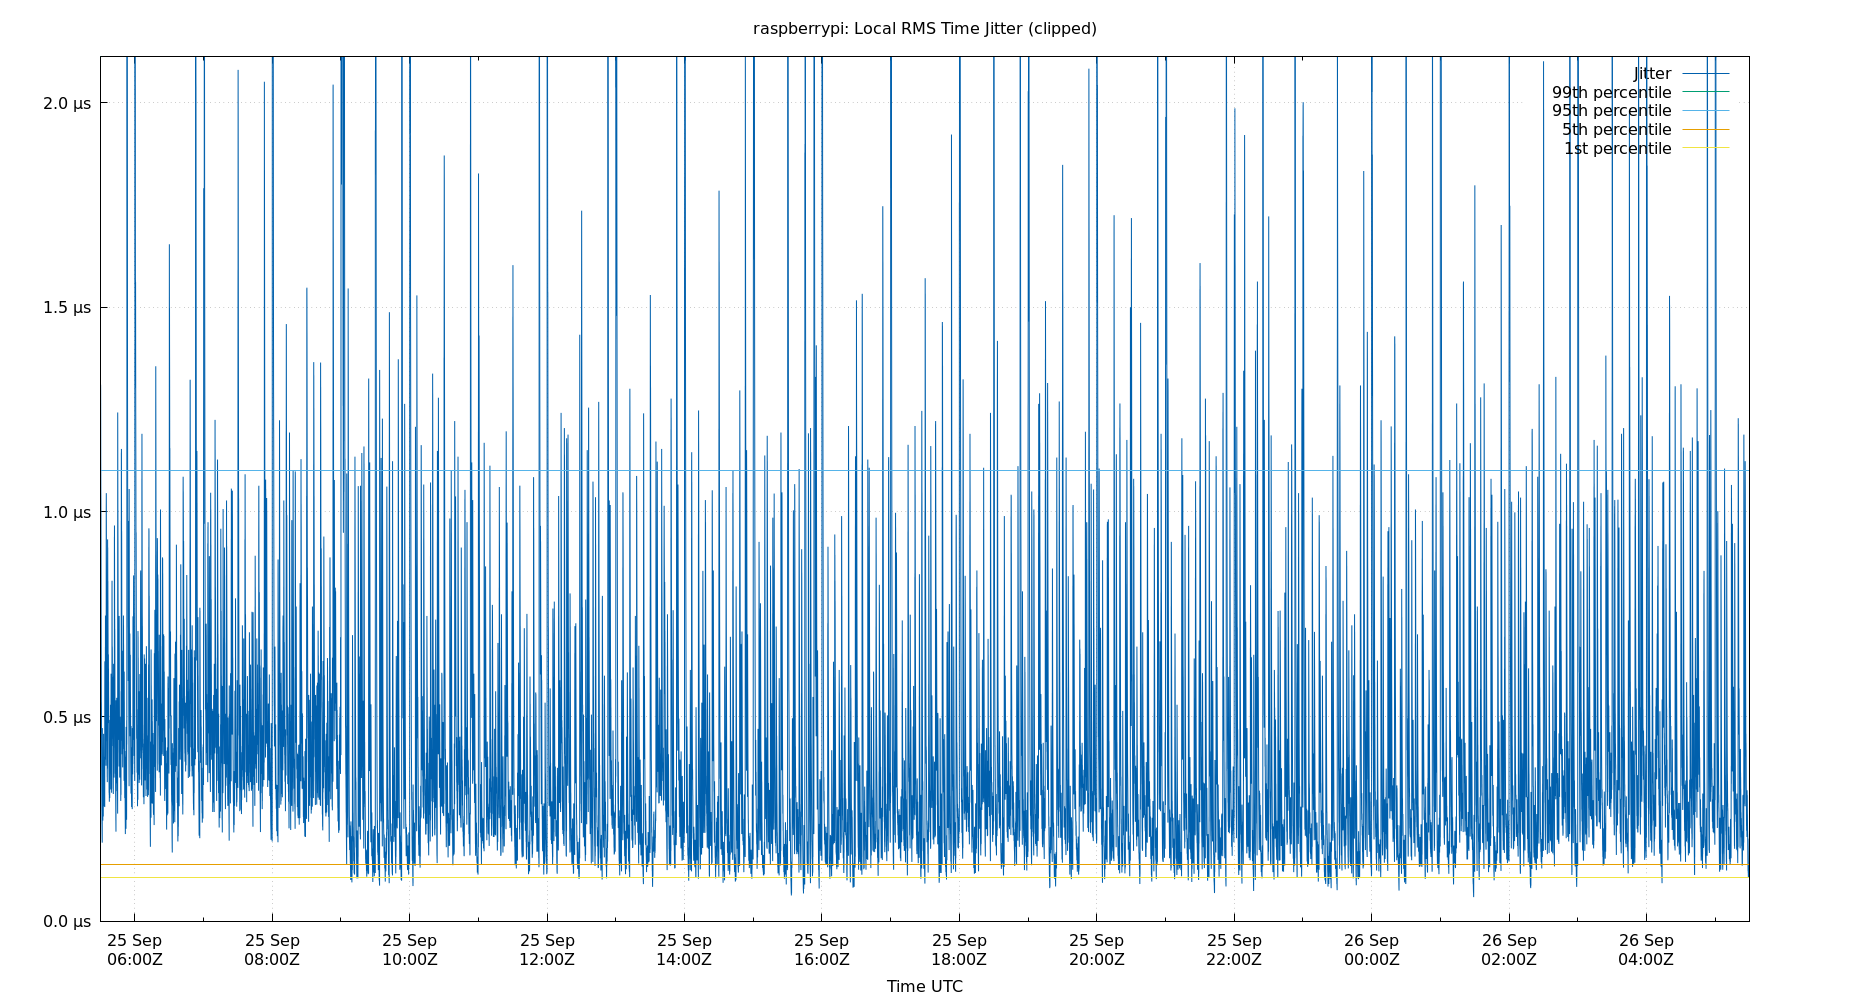 raspberrypi: Local RMS Time Jitter (clipped)
Jitter
99th percentile
95th percentile
5th percentile
1st percentile
2.0 µs
1.5 µs
1.0 µs
0.5 µs
0.0 µs
25 Sep 25 Sep 25 Sep 25 Sep 25 Sep 25 Sep 25 Sep 25 Sep 25 Sep 26 Sep 26 Sep 26 Sep
06:00Z 08:00Z 10:00Z 12:00Z 14:00Z 16:00Z 18:00Z 20:00Z 22:00Z 00:00Z 02:00Z 04:00Z
Time UTC